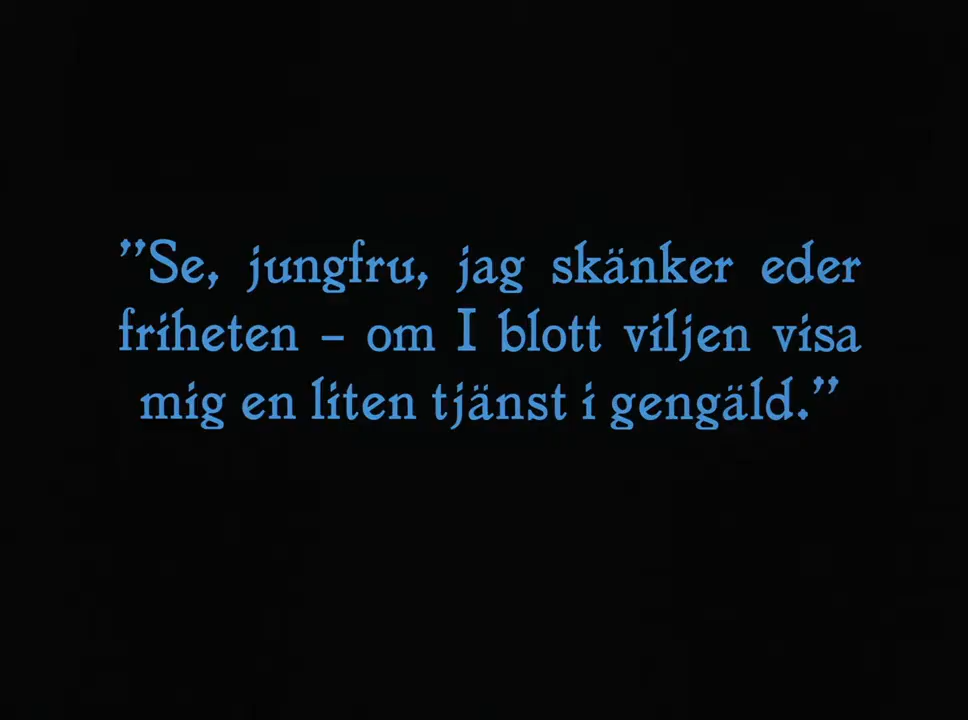 ”Se, jungfru, jag skänker eder
friheten – om I blott viljen visa
mig en liten tjänst i gengäld.”